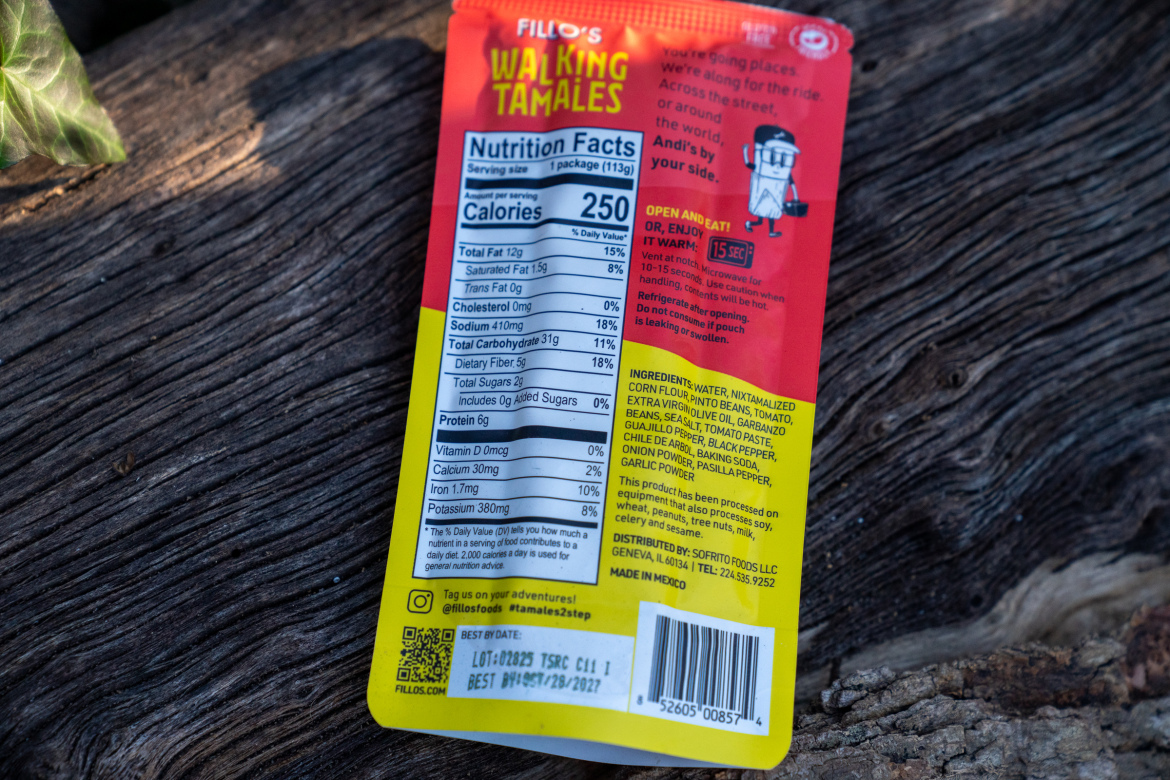 FILLO'S
WALKING
TAMALES
Nutrition Facts
Serving size 1 package (113g)
Amount per serving
Calories 250
% Daily Value*
Total Fat 12g 15%
Saturated Fat 1.5g 8%
Trans Fat 0g
Cholesterol 0mg 0%
Sodium 410mg 18%
Total Carbohydrate 31g 11%
Dietary Fiber 5g 18%
Total Sugars 2g
Includes 0g Added Sugars 0%
Protein 6g
Vitamin D 0mcg 0%
Calcium 30mg 2%
Iron 1.7mg 10%
Potassium 380mg 8%
* The % Daily Value (DV) tells you how much a
nutrient in a serving of food contributes to a
daily diet. 2,000 calories a day is used for
general nutrition advice.
Tag us on your adventures!
@fillosfoods #tamales2step
FILLOS.COM
BEST BY DATE:
LOT:02825 TSRC C11 I
BEST BY: /28/2027
You're going places.
We're along for the ride.
Across the street,
or around
the world,
Andi's by
your side.
OPEN AND EAT!
OR, ENJOY
IT WARM:
15 SEC
Vent at notch. Microwave for
10-15 seconds. Use caution when
handling, contents will be hot.
Refrigerate after opening.
Do not consume if pouch
is leaking or swollen.
INGREDIENTS: WATER, NIXTAMALIZED
CORN FLOUR, PINTO BEANS, TOMATO,
EXTRA VIRGIN OLIVE OIL, GARBANZO
BEANS, SEA SALT, TOMATO PASTE,
GUAJILLO PEPPER, BLACK PEPPER,
CHILE DE ARBOL, BAKING SODA,
ONION POWDER, PASILLA PEPPER,
GARLIC POWDER
This product has been processed on
equipment that also processes soy,
wheat, peanuts, tree nuts, milk,
celery and sesame.
DISTRIBUTED BY: SOFRITO FOODS LLC
GENEVA, IL 60134 | TEL: 224.535.9252
MADE IN MEXICO
8 52605 00857 4